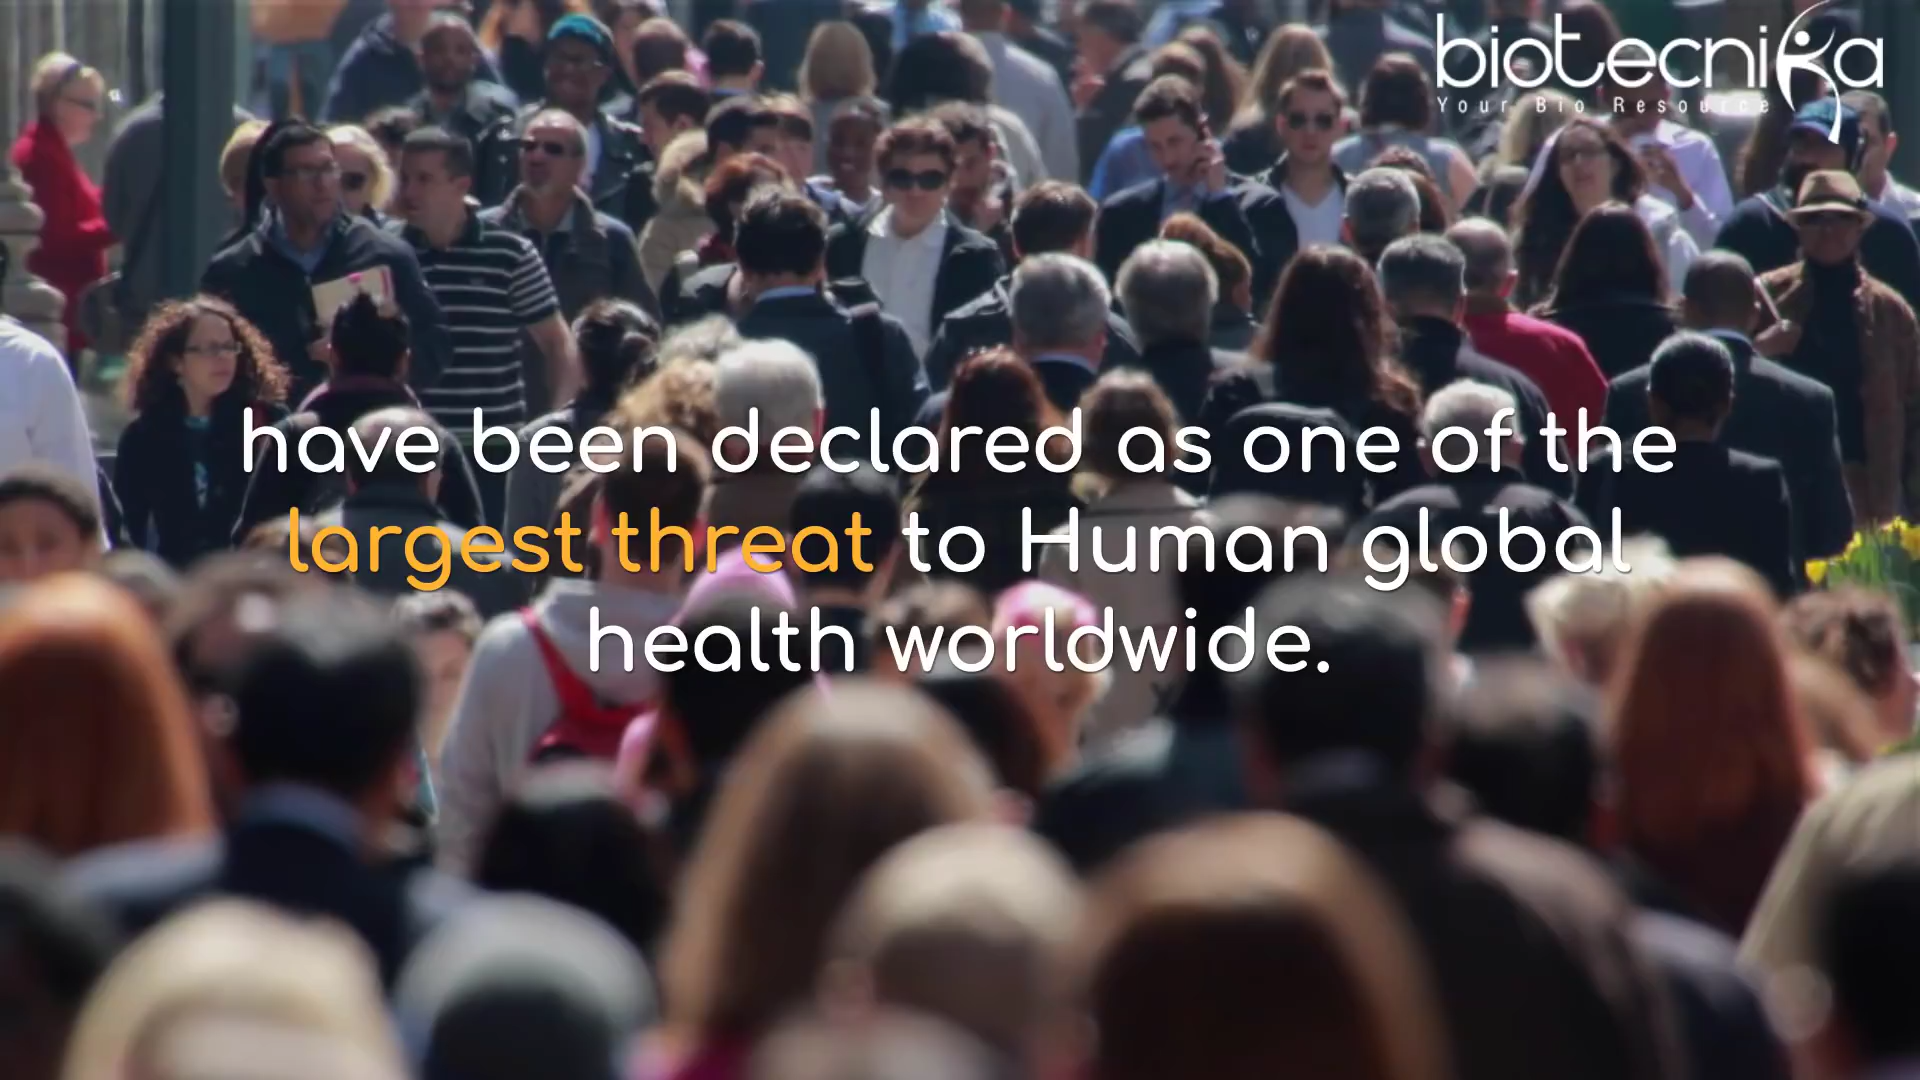 biotecnika
Your Bio Resource
have been declared as one of the
largest threat to Human global
health worldwide.